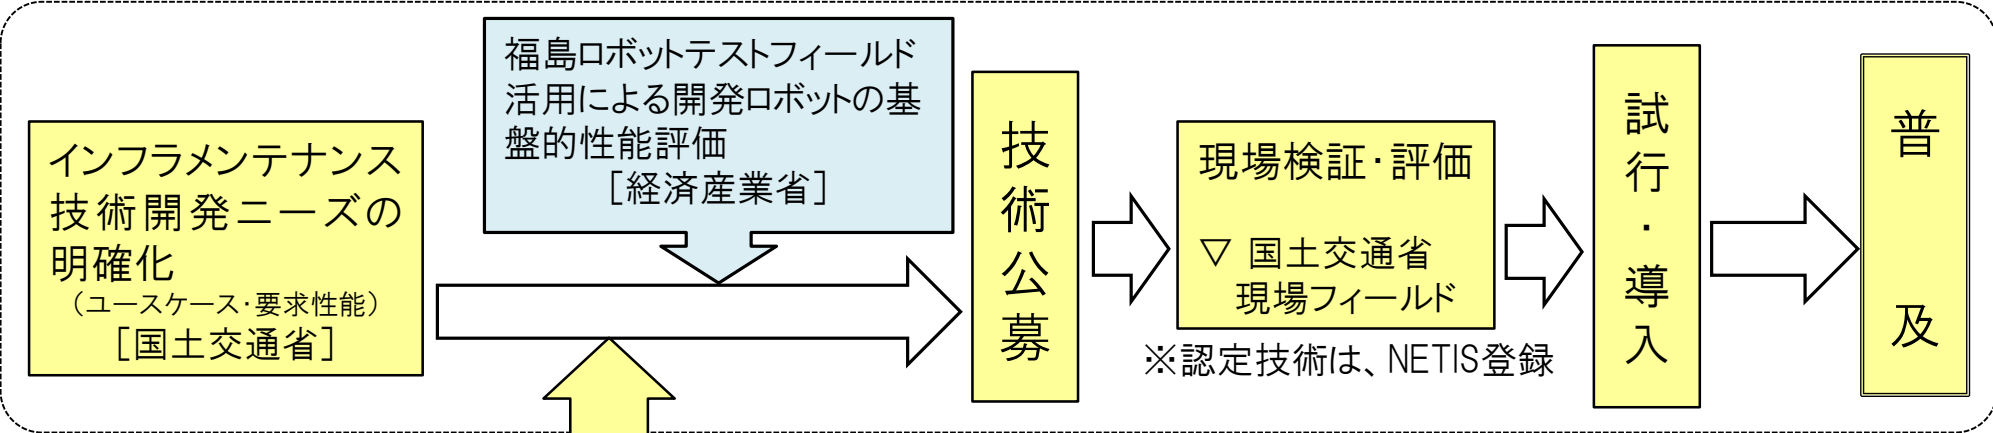 インフラメンテナンス
技術開発ニーズの
明確化
（ユースケース・要求性能）
［国土交通省］
福島ロボットテストフィールド
活用による開発ロボットの基
盤的性能評価
［経済産業省］
技術公募
現場検証・評価
▽ 国土交通省
現場フィールド
※認定技術は、NETIS登録
試行・導入
普及